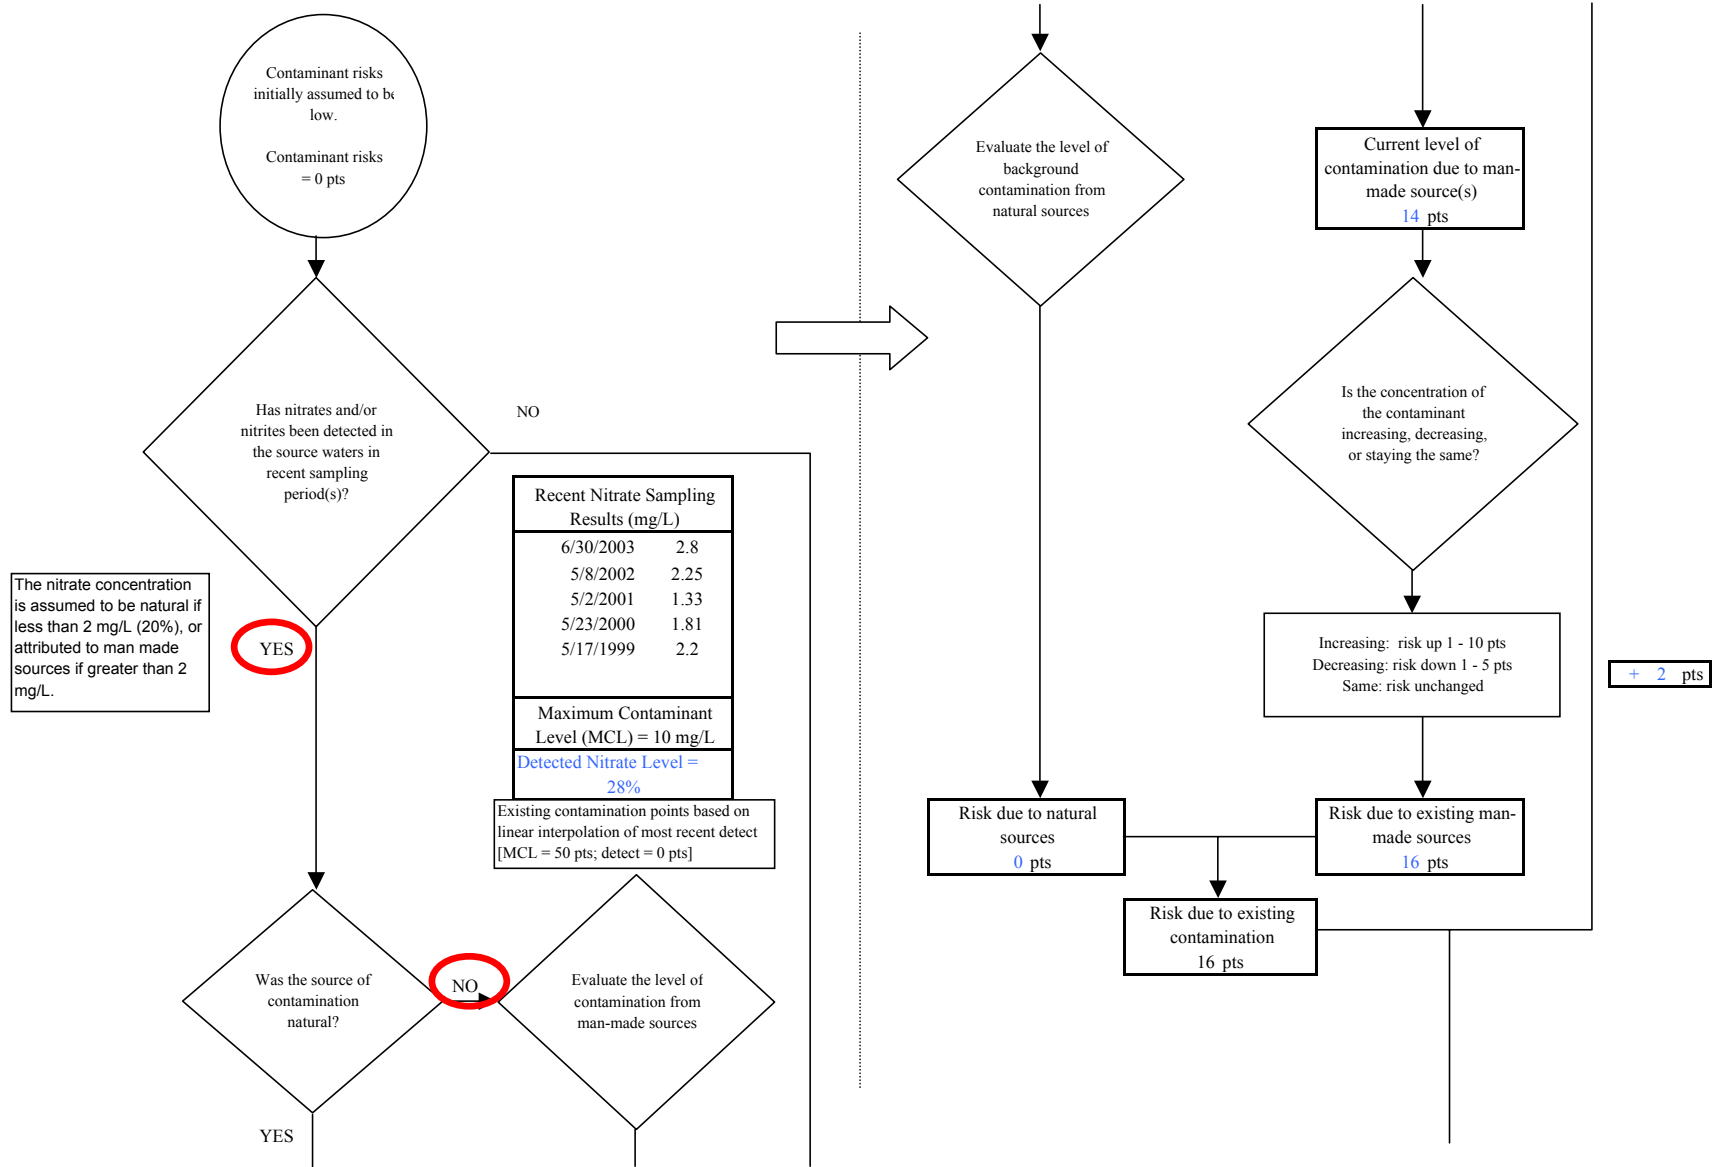 Contaminant risks
initially assumed to be
low.
Contaminant risks
= 0 pts
Has nitrates and/or
nitrites been detected in
the source waters in
recent sampling
period(s)?
NO
The nitrate concentration
is assumed to be natural if
less than 2 mg/L (20%), or
attributed to man made
sources if greater than 2
mg/L.
YES
Recent Nitrate Sampling
Results (mg/L)
6/30/2003 2.8
5/8/2002 2.25
5/2/2001 1.33
5/23/2000 1.81
5/17/1999 2.2
Maximum Contaminant
Level (MCL) = 10 mg/L
Detected Nitrate Level =
28%
Existing contamination points based on
linear interpolation of most recent detect
[MCL = 50 pts; detect = 0 pts]
Was the source of
contamination
natural?
NO
Evaluate the level of
contamination from
man-made sources
YES
Evaluate the level of
background
contamination from
natural sources
Current level of
contamination due to man-
made source(s)
14 pts
Is the concentration of
the contaminant
increasing, decreasing,
or staying the same?
Increasing: risk up 1 - 10 pts
Decreasing: risk down 1 - 5 pts
Same: risk unchanged
+ 2 pts
Risk due to natural
sources
0 pts
Risk due to existing man-
made sources
16 pts
Risk due to existing
contamination
16 pts